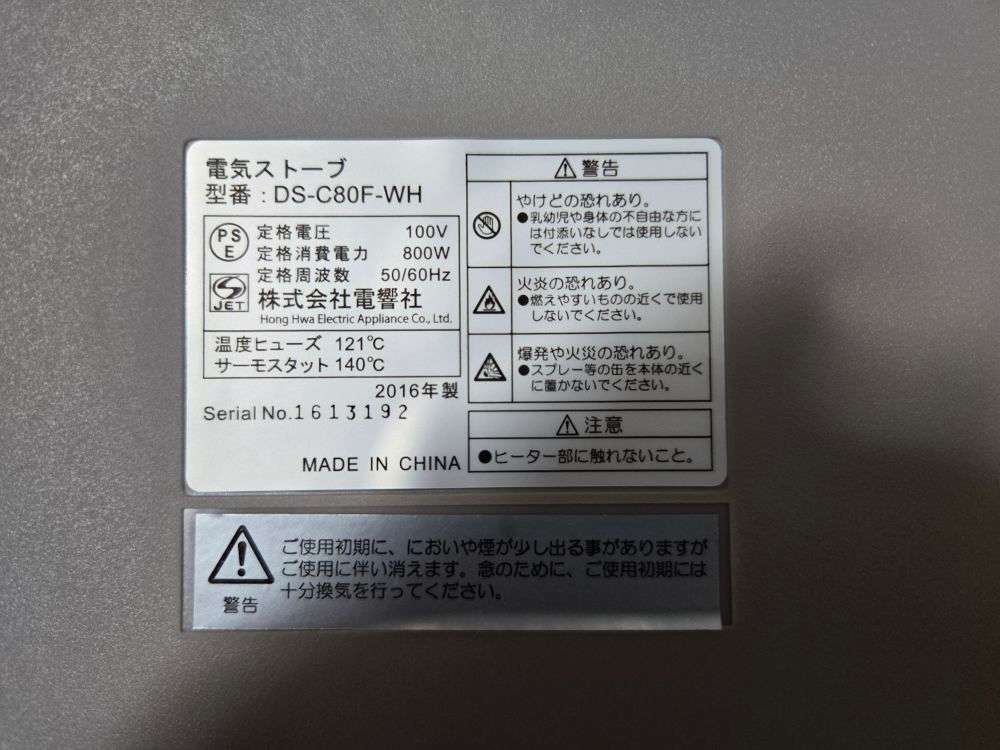 電気ストーブ
型番：DS-C80F-WH
PS
E
定格電圧 100V
定格消費電力 800W
定格周波数 50/60Hz
JET
株式会社電響社
Hong Hwa Electric Appliance Co., Ltd.
温度ヒューズ 121℃
サーモスタット 140℃
2016年製
Serial No.1613192
MADE IN CHINA
警告
やけどの恐れあり。
●乳幼児や身体の不自由な方に
は付添いなしでは使用しない
でください。
火炎の恐れあり。
●燃えやすいものの近くで使用
しないでください。
爆発や火災の恐れあり。
●スプレー等の缶を本体の近く
に置かないでください。
注意
●ヒーター部に触れないこと。
警告
ご使用初期に、においや煙が少し出る事がありますが
ご使用に伴い消えます。念のために、ご使用初期には
十分換気を行ってください。